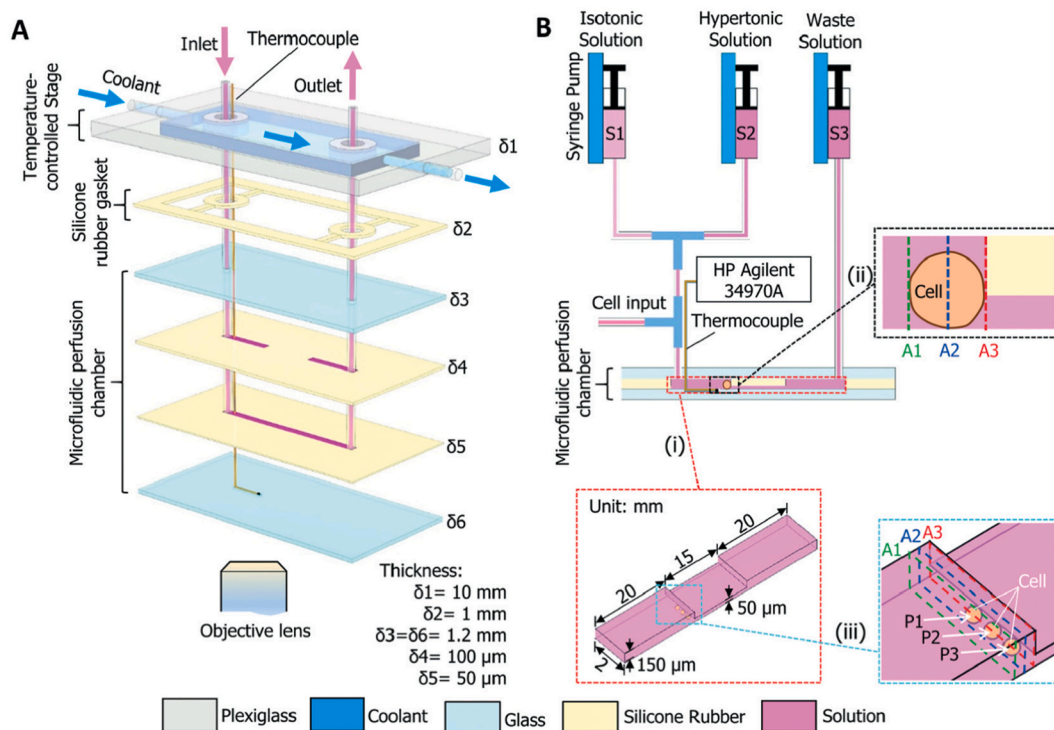 A
Inlet
Thermocouple
Outlet
Coolant
Temperature-
controlled Stage
δ1
Silicone
rubber gasket
δ2
δ3
Microfluidic perfusion
chamber
δ4
δ5
δ6
Objective lens
Thickness:
δ1= 10 mm
δ2= 1 mm
δ3=δ6= 1.2 mm
δ4= 100 μm
δ5= 50 μm
B
Isotonic
Solution
Hypertonic
Solution
Waste
Solution
Syringe Pump
S1
S2
S3
HP Agilent
34970A
Cell input
Thermocouple
(ii)
Cell
A1
A2
A3
Microfluidic perfusion
chamber
(i)
Unit: mm
20
15
20
50 μm
2
150 μm
(iii)
A3
A2
A1
Cell
P1
P2
P3
Plexiglass
Coolant
Glass
Silicone Rubber
Solution